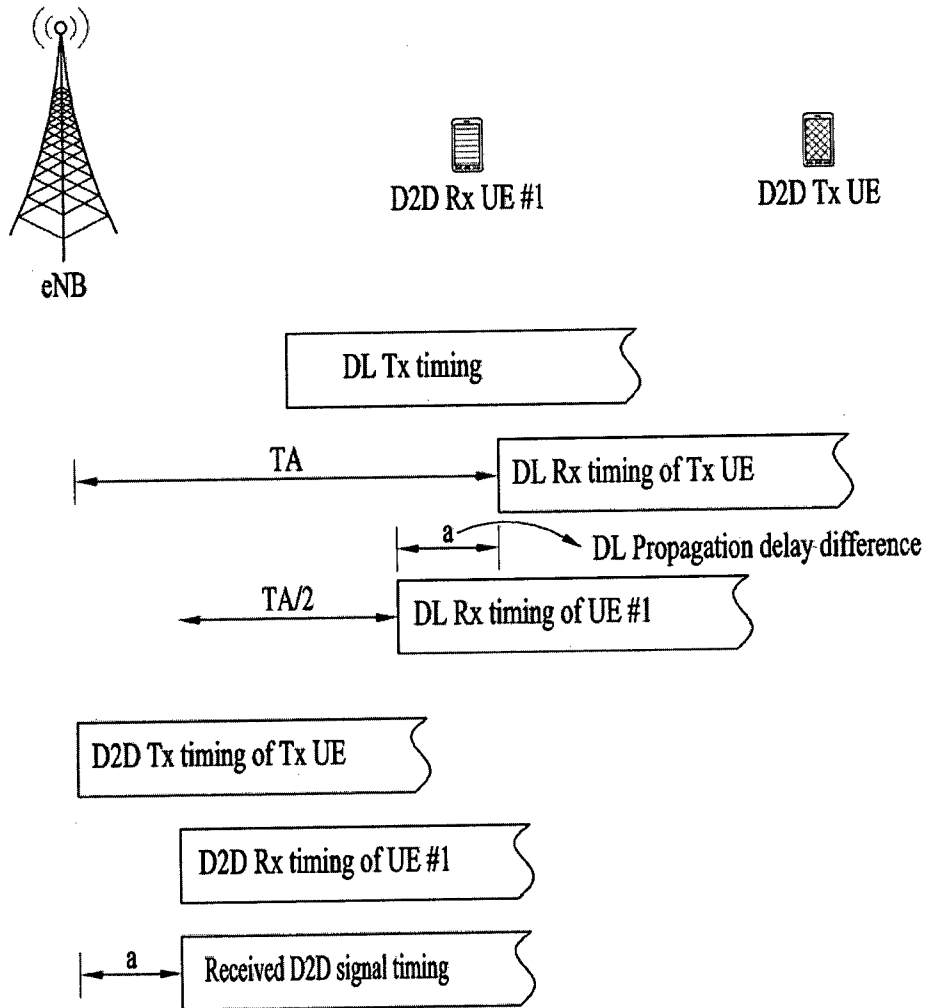 D2D Rx UE #1
D2D Tx UE
eNB
DL Tx timing
TA
DL Rx timing of Tx UE
a
DL Propagation delay difference
TA/2
DL Rx timing of UE #1
D2D Tx timing of Tx UE
D2D Rx timing of UE #1
a
Received D2D signal timing